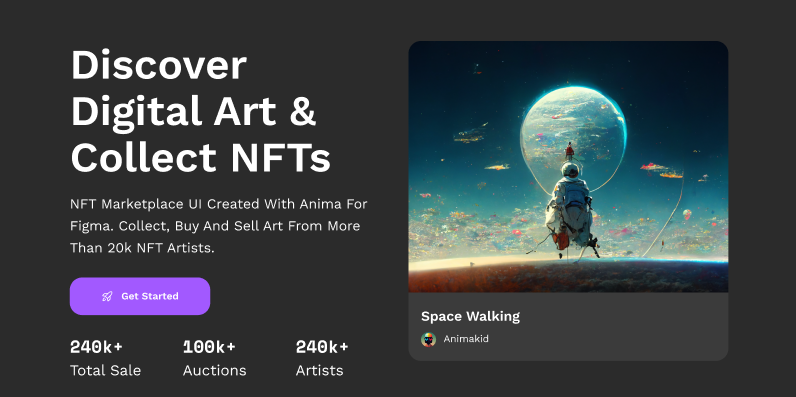 Discover
Digital Art &
Collect NFTs
NFT Marketplace UI Created With Anima For
Figma. Collect, Buy And Sell Art From More
Than 20k NFT Artists.
Get Started
240k+
Total Sale
100k+
Auctions
240k+
Artists
Space Walking
Animakid